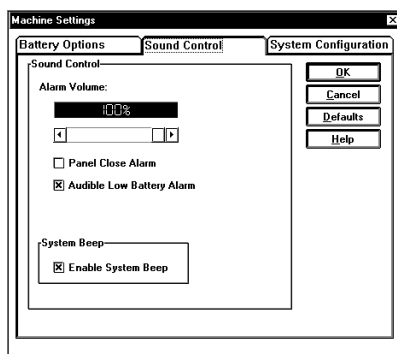 Machine Settings
Battery Options
Sound Control
System Configuration
Sound Control
Alarm Volume:
100%
Panel Close Alarm
Audible Low Battery Alarm
System Beep
Enable System Beep
OK
Cancel
Defaults
Help